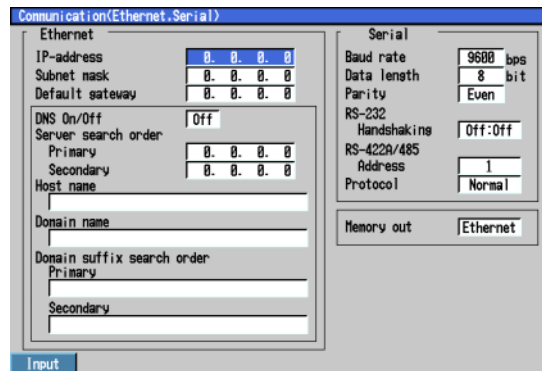 Communication(Ethernet.Serial)
Ethernet
IP-address 0. 0. 0. 0
Subnet mask 0. 0. 0. 0
Default gateway 0. 0. 0. 0
DNS On/Off Off
Server search order
Primary 0. 0. 0. 0
Secondary 0. 0. 0. 0
Host name
Domain name
Domain suffix search order
Primary
Secondary
Serial
Baud rate 9600 bps
Data length 8 bit
Parity Even
RS-232
Handshaking Off:Off
RS-422A/485
Address 1
Protocol Normal
Memory out Ethernet
Input